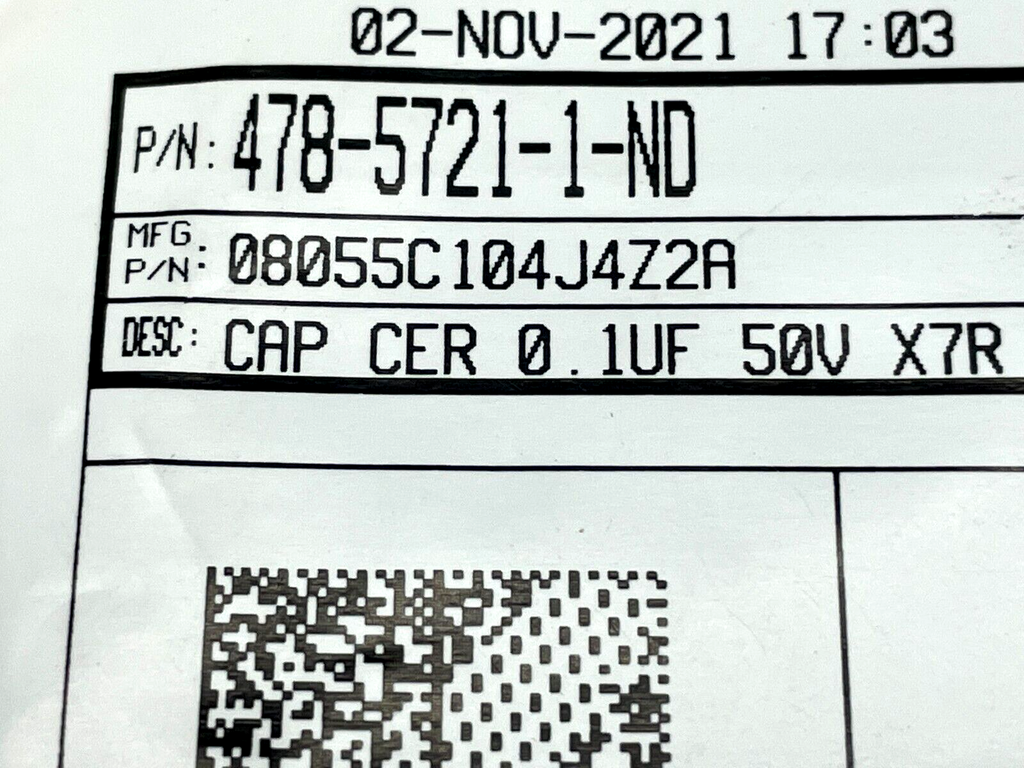 02-NOV-2021 17:03
P/N: 478-5721-1-ND
MFG. P/N: 08055C104J4Z2A
DESC: CAP CER 0.1UF 50V X7R